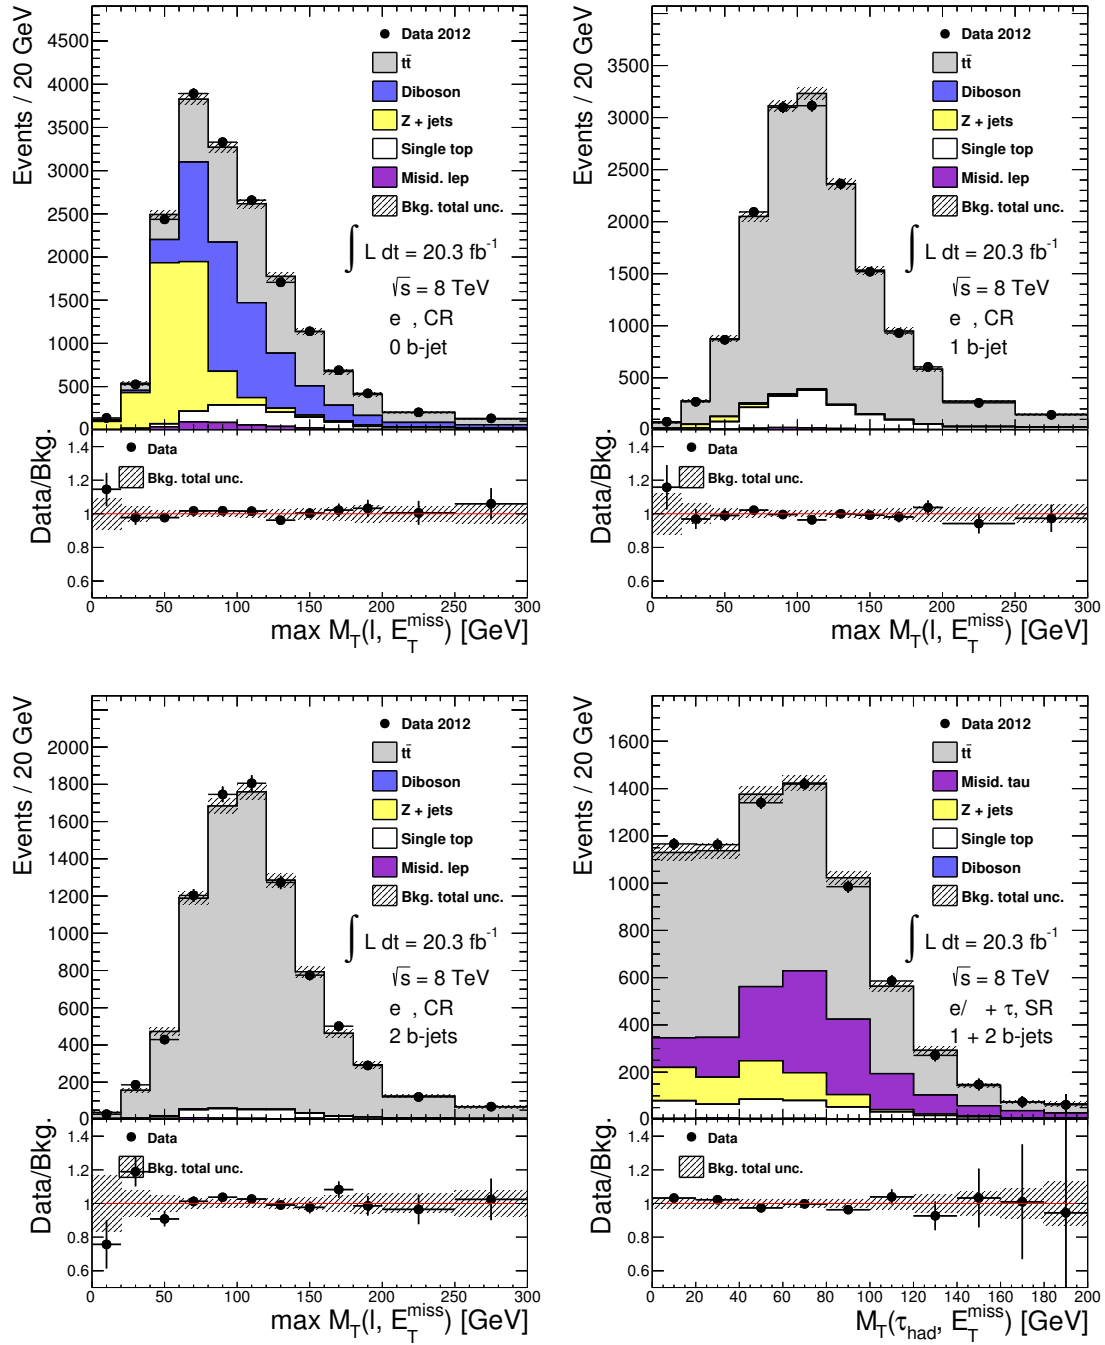 Events / 20 GeV
4500
4000
3500
3000
2500
2000
1500
1000
500
0
Data 2012
tt̄
Diboson
Z + jets
Single top
Misid. lep
Bkg. total unc.
∫ L dt = 20.3 fb⁻¹
√s = 8 TeV
e , CR
0 b-jet
Data/Bkg.
1.4
1.2
1
0.8
0.6
Data
Bkg. total unc.
0 50 100 150 200 250 300
max M_T(l, E_T^miss) [GeV]
Events / 20 GeV
3500
3000
2500
2000
1500
1000
500
0
Data 2012
tt̄
Diboson
Z + jets
Single top
Misid. lep
Bkg. total unc.
∫ L dt = 20.3 fb⁻¹
√s = 8 TeV
e , CR
1 b-jet
Data/Bkg.
1.4
1.2
1
0.8
0.6
Data
Bkg. total unc.
0 50 100 150 200 250 300
max M_T(l, E_T^miss) [GeV]
Events / 20 GeV
2000
1800
1600
1400
1200
1000
800
600
400
200
0
Data 2012
tt̄
Diboson
Z + jets
Single top
Misid. lep
Bkg. total unc.
∫ L dt = 20.3 fb⁻¹
√s = 8 TeV
e , CR
2 b-jets
Data/Bkg.
1.4
1.2
1
0.8
0.6
Data
Bkg. total unc.
0 50 100 150 200 250 300
max M_T(l, E_T^miss) [GeV]
Events / 20 GeV
1600
1400
1200
1000
800
600
400
200
0
Data 2012
tt̄
Misid. tau
Z + jets
Single top
Diboson
Bkg. total unc.
∫ L dt = 20.3 fb⁻¹
√s = 8 TeV
e/ + τ, SR
1 + 2 b-jets
Data/Bkg.
1.4
1.2
1
0.8
0.6
Data
Bkg. total unc.
0 20 40 60 80 100 120 140 160 180 200
M_T(τ_had, E_T^miss) [GeV]